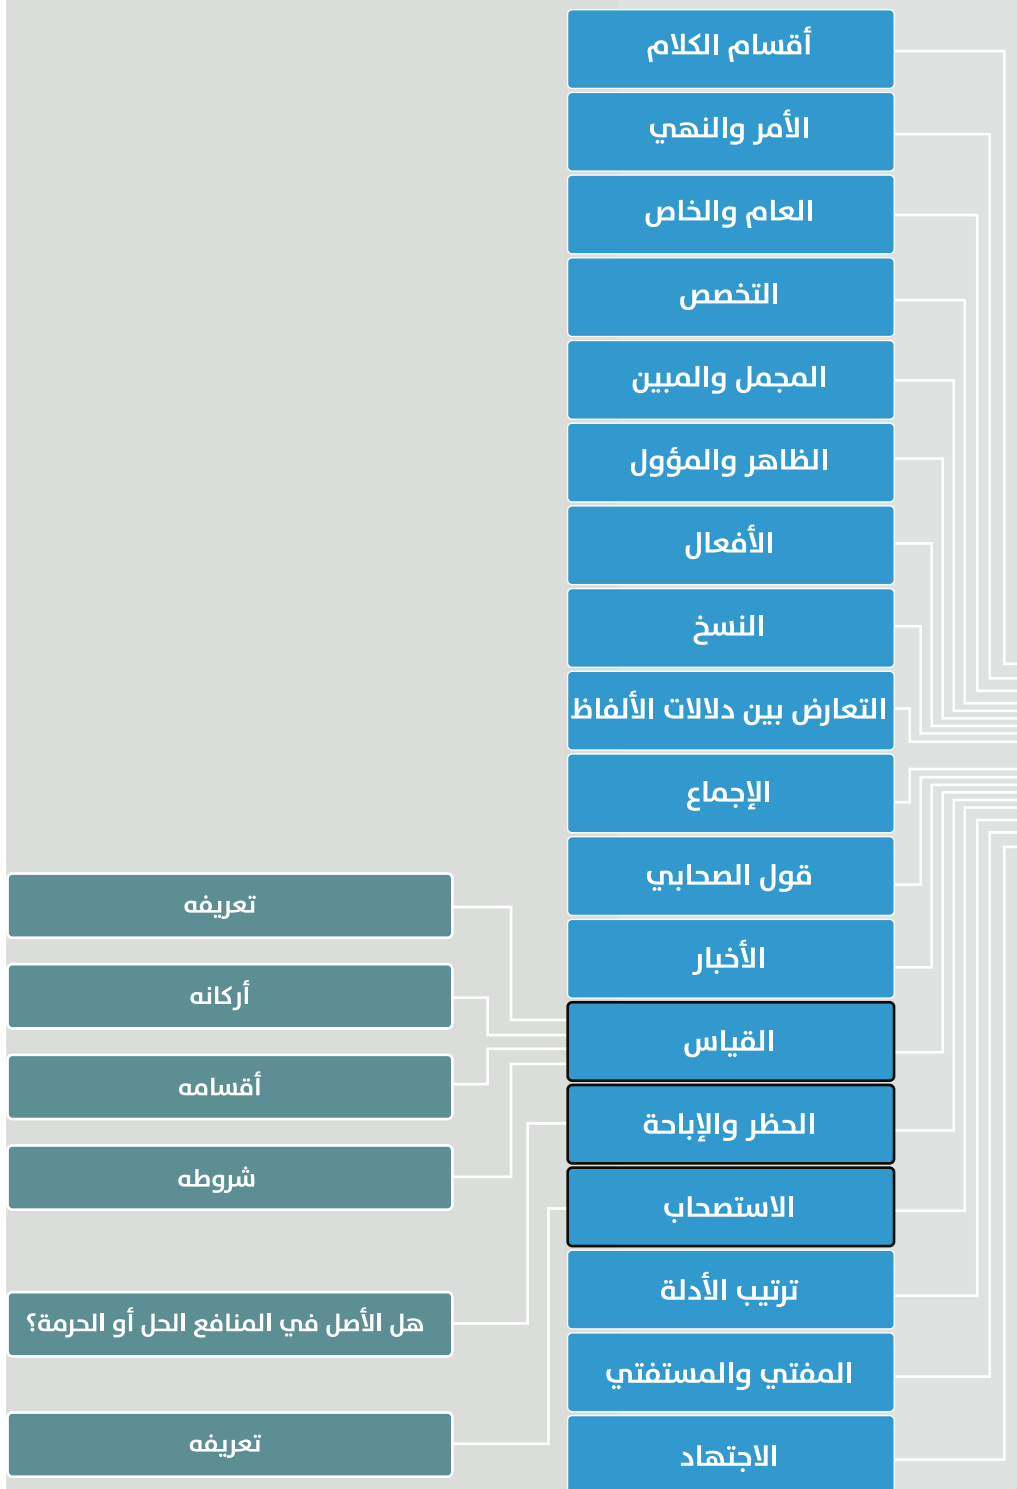 أقسام الكلام
الأمر والنهي
العام والخاص
التخصص
المجمل والمبين
الظاهر والمؤول
الأفعال
النسخ
التعارض بين دلالات الألفاظ
الإجماع
قول الصحابي
الأخبار
القياس
الحظر والإباحة
الاستصحاب
ترتيب الأدلة
المفتي والمستفتي
الاجتهاد
تعريفه
أركانه
أقسامه
شروطه
هل الأصل في المنافع الحل أو الحرمة؟
تعريفه